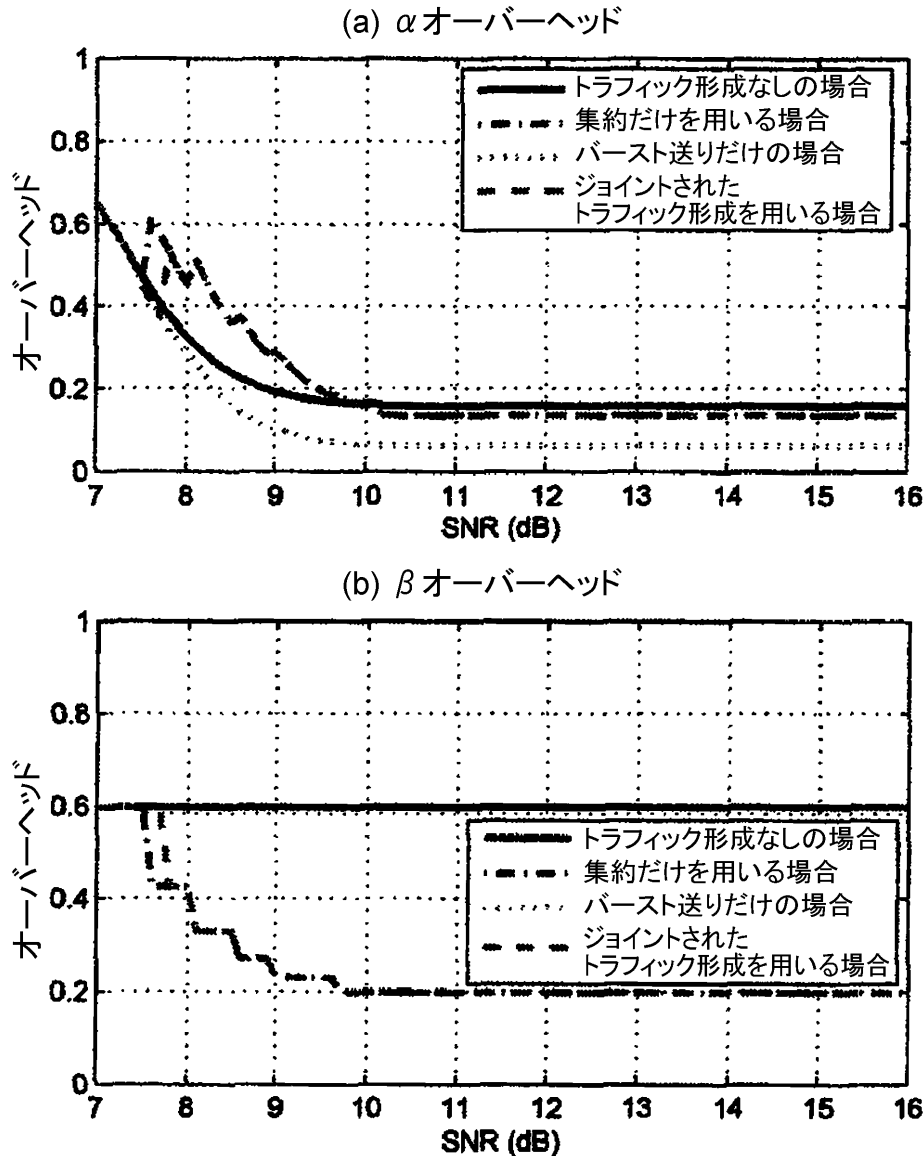 (a) αオーバーヘッド
オーバーヘッド
1
0.8
0.6
0.4
0.2
0
トラフィック形成なしの場合
集約だけを用いる場合
バースト送りだけの場合
ジョイントされた
トラフィック形成を用いる場合
7 8 9 10 11 12 13 14 15 16
SNR (dB)
(b) βオーバーヘッド
オーバーヘッド
1
0.8
0.6
0.4
0.2
0
トラフィック形成なしの場合
集約だけを用いる場合
バースト送りだけの場合
ジョイントされた
トラフィック形成を用いる場合
7 8 9 10 11 12 13 14 15 16
SNR (dB)